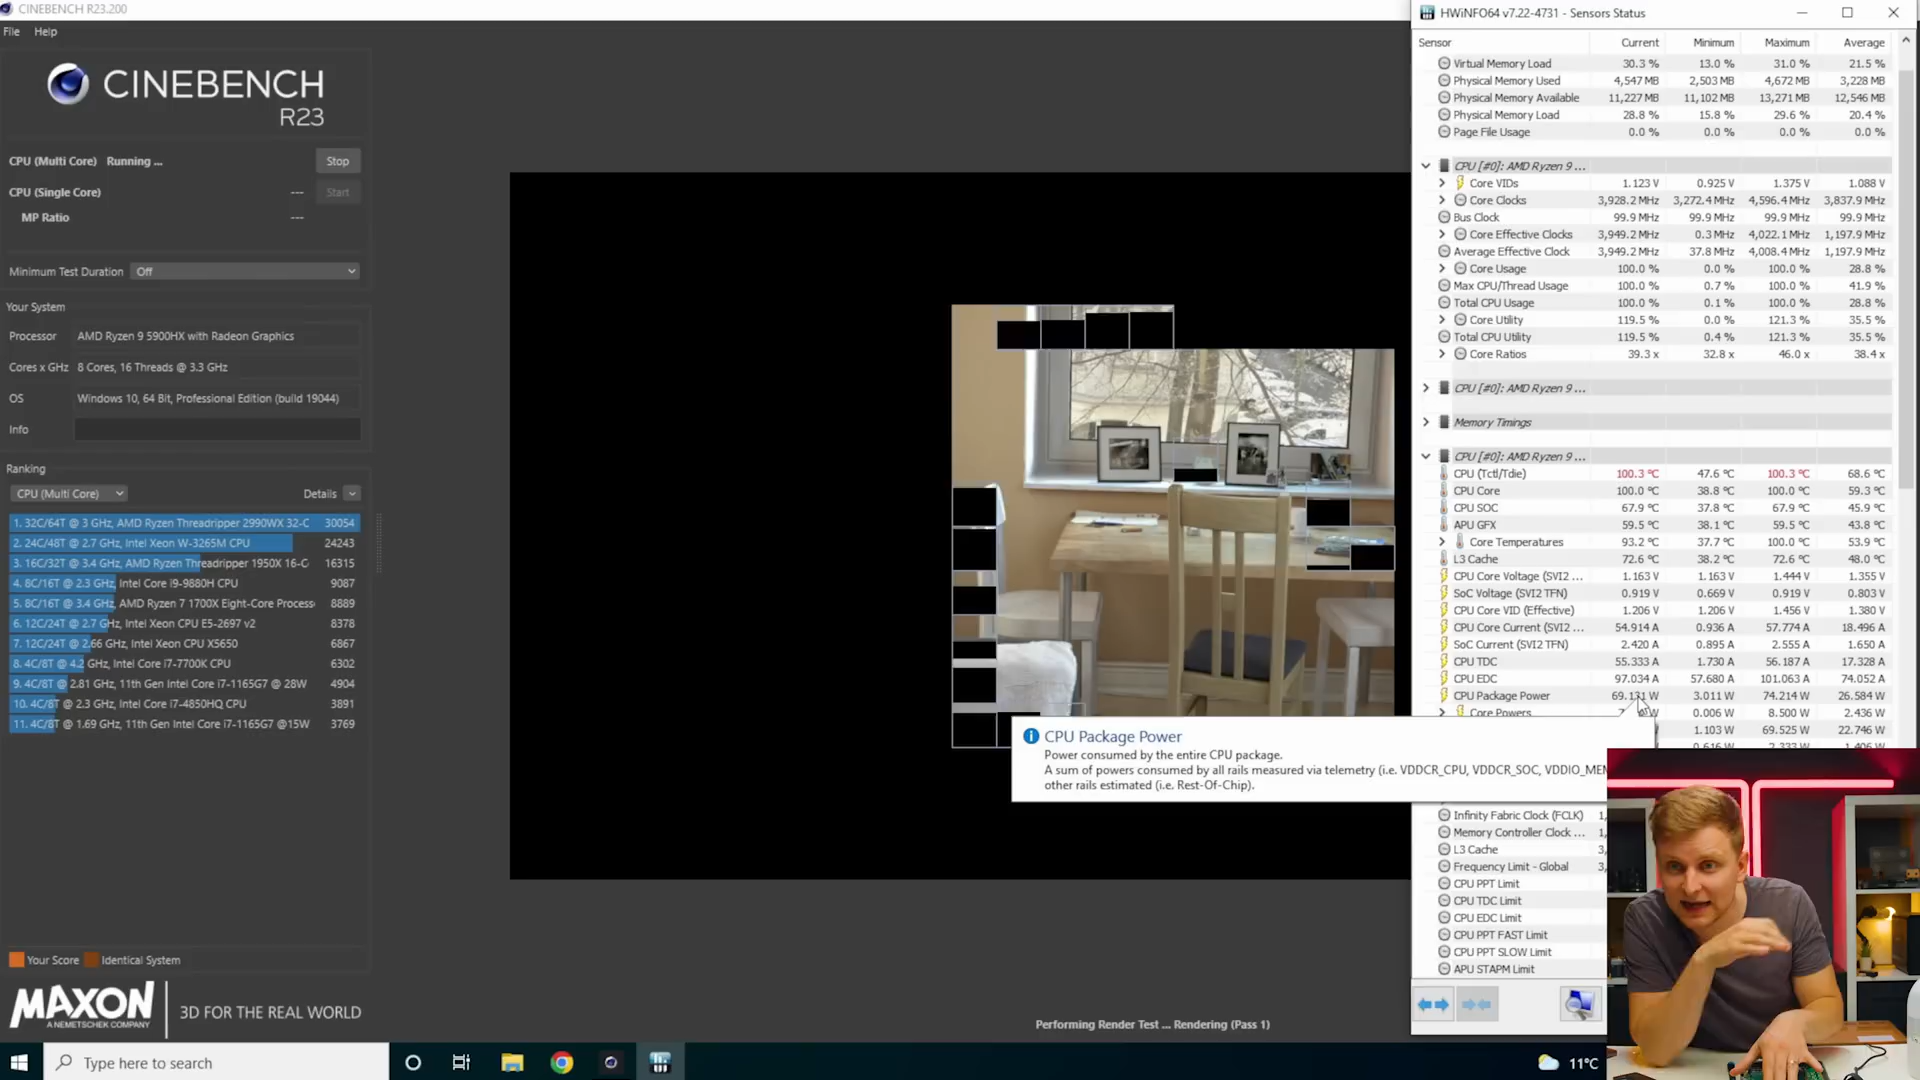 CINEBENCH R23.200
File Help
CINEBENCH
R23
CPU (Multi Core) Running ... Stop
CPU (Single Core) --- Start
MP Ratio ---
Minimum Test Duration Off
Your System
Processor AMD Ryzen 9 5900HX with Radeon Graphics
Cores x GHz 8 Cores, 16 Threads @ 3.3 GHz
OS Windows 10, 64 Bit, Professional Edition (build 19044)
Info
Ranking
CPU (Multi Core) Details
1. 32C/64T @ 3 GHz, AMD Ryzen Threadripper 2990WX 32-C 30054
2. 24C/48T @ 2.7 GHz, Intel Xeon W-3265M CPU 24243
3. 16C/32T @ 3.4 GHz, AMD Ryzen Threadripper 1950X 16-C 16315
4. 8C/16T @ 2.3 GHz, Intel Core i9-9880H CPU 9087
5. 8C/16T @ 3.4 GHz, AMD Ryzen 7 1700X Eight-Core Process 8889
6. 12C/24T @ 2.7 GHz, Intel Xeon CPU E5-2697 v2 8378
7. 12C/24T @ 2.66 GHz, Intel Xeon CPU X5650 6867
8. 4C/8T @ 4.2 GHz, Intel Core i7-7700K CPU 6302
9. 4C/8T @ 2.81 GHz, 11th Gen Intel Core i7-1165G7 @ 28W 4904
10. 4C/8T @ 2.3 GHz, Intel Core i7-4850HQ CPU 3891
11. 4C/8T @ 1.69 GHz, 11th Gen Intel Core i7-1165G7 @15W 3769
Your Score Identical System
MAXON
A NEMETSCHEK COMPANY
3D FOR THE REAL WORLD
Performing Render Test ... Rendering (Pass 1)
HWiNFO64 v7.22-4731 - Sensors Status
Sensor Current Minimum Maximum Average
Virtual Memory Load 30.3 % 13.0 % 31.0 % 21.5 %
Physical Memory Used 4,547 MB 2,503 MB 4,672 MB 3,228 MB
Physical Memory Available 11,227 MB 11,102 MB 13,271 MB 12,546 MB
Physical Memory Load 28.8 % 15.8 % 29.6 % 20.4 %
Page File Usage 0.0 % 0.0 % 0.0 % 0.0 %
CPU [#0]: AMD Ryzen 9 ...
Core VIDs 1.123 V 0.925 V 1.375 V 1.088 V
Core Clocks 3,928.2 MHz 3,272.4 MHz 4,596.4 MHz 3,837.9 MHz
Bus Clock 99.9 MHz 99.9 MHz 99.9 MHz 99.9 MHz
Core Effective Clocks 3,949.2 MHz 0.3 MHz 4,022.1 MHz 1,197.9 MHz
Average Effective Clock 3,949.2 MHz 37.8 MHz 4,008.4 MHz 1,197.9 MHz
Core Usage 100.0 % 0.0 % 100.0 % 28.8 %
Max CPU/Thread Usage 100.0 % 0.7 % 100.0 % 41.9 %
Total CPU Usage 100.0 % 0.1 % 100.0 % 28.8 %
Core Utility 119.5 % 0.0 % 121.3 % 35.5 %
Total CPU Utility 119.5 % 0.4 % 121.3 % 35.5 %
Core Ratios 39.3 x 32.8 x 46.0 x 38.4 x
CPU [#0]: AMD Ryzen 9 ...
Memory Timings
CPU [#0]: AMD Ryzen 9 ...
CPU (Tctl/Tdie) 100.3 °C 47.6 °C 100.3 °C 68.6 °C
CPU Core 100.0 °C 38.8 °C 100.0 °C 59.3 °C
CPU SOC 67.9 °C 37.8 °C 67.9 °C 45.9 °C
APU GFX 59.5 °C 38.1 °C 59.5 °C 43.8 °C
Core Temperatures 93.2 °C 37.7 °C 100.0 °C 53.9 °C
L3 Cache 72.6 °C 38.2 °C 72.6 °C 48.0 °C
CPU Core Voltage (SVI2 ... 1.163 V 1.163 V 1.444 V 1.355 V
SoC Voltage (SVI2 TFN) 0.919 V 0.669 V 0.919 V 0.803 V
CPU Core VID (Effective) 1.206 V 1.206 V 1.456 V 1.380 V
CPU Core Current (SVI2 ... 54.914 A 0.936 A 57.774 A 18.496 A
SoC Current (SVI2 TFN) 2.420 A 0.895 A 2.555 A 1.650 A
CPU TDC 55.333 A 1.730 A 56.187 A 17.328 A
CPU EDC 97.034 A 57.680 A 101.063 A 74.052 A
CPU Package Power 69.131 W 3.011 W 74.214 W 26.584 W
Core Powers W 0.006 W 8.500 W 2.436 W
W 1.103 W 69.525 W 22.746 W
CPU Package Power
Power consumed by the entire CPU package.
A sum of powers consumed by all rails measured via telemetry (i.e. VDDCR_CPU, VDDCR_SOC, VDDIO_MEM
other rails estimated (i.e. Rest-Of-Chip).
Infinity Fabric Clock (FCLK) 1,
Memory Controller Clock ... 1,
L3 Cache 3,
Frequency Limit - Global 3,
CPU PPT Limit
CPU TDC Limit
CPU EDC Limit
CPU PPT FAST Limit
CPU PPT SLOW Limit
APU STAPM Limit
Type here to search
11°C